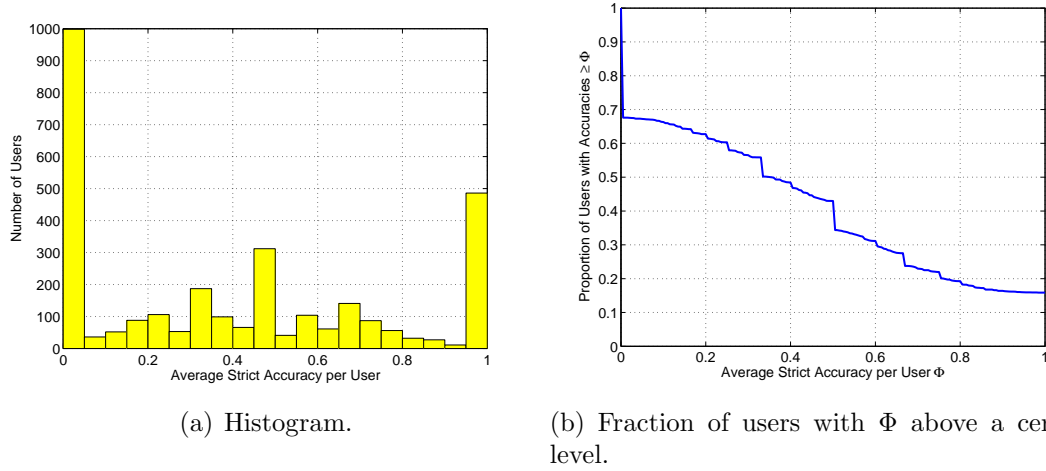 1000
900
800
700
600
500
400
300
200
100
0
Number of Users
0 0.2 0.4 0.6 0.8 1
Average Strict Accuracy per User
(a) Histogram.
1
0.9
0.8
0.7
0.6
0.5
0.4
0.3
0.2
0.1
0
Proportion of Users with Accuracies ≥ Φ
0 0.2 0.4 0.6 0.8 1
Average Strict Accuracy per User Φ
(b) Fraction of users with Φ above a
level.